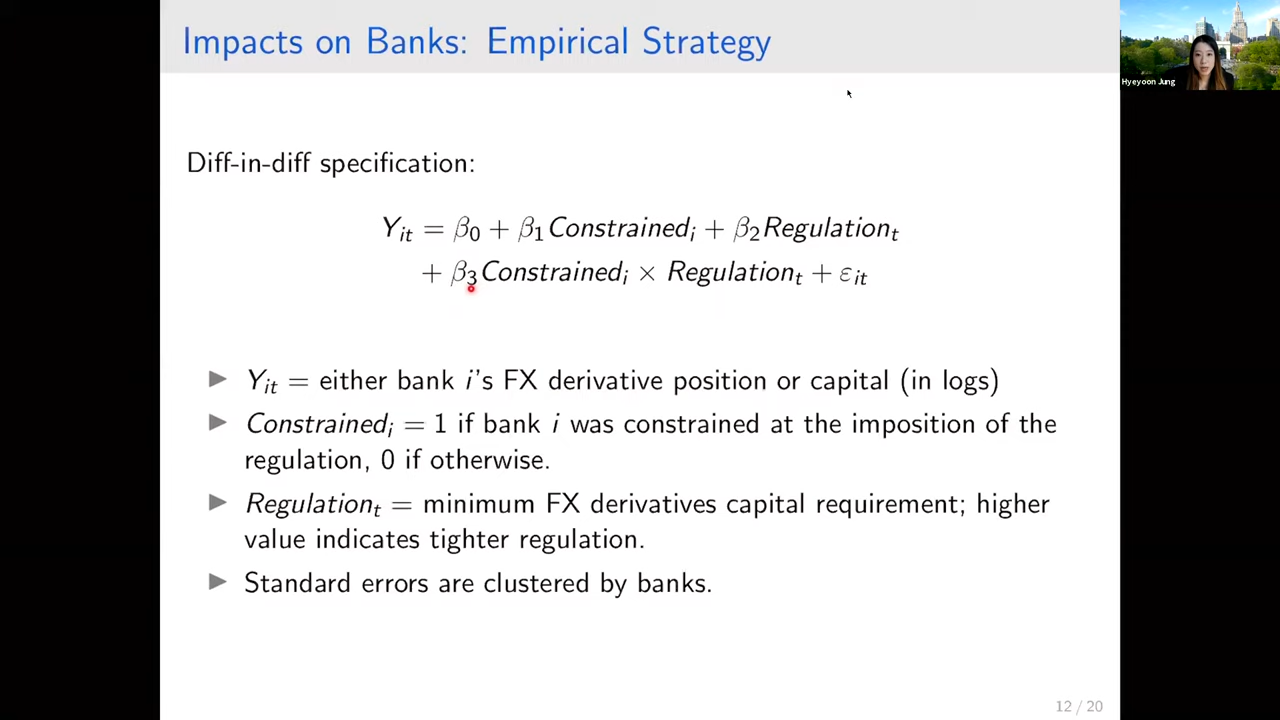 Impacts on Banks: Empirical Strategy
Hyeyoon Jung
Diff-in-diff specification:
Y_it = β_0 + β_1 Constrained_i + β_2 Regulation_t
+ β_3 Constrained_i × Regulation_t + ε_it
▶ Y_it = either bank i's FX derivative position or capital (in logs)
▶ Constrained_i = 1 if bank i was constrained at the imposition of the
regulation, 0 if otherwise.
▶ Regulation_t = minimum FX derivatives capital requirement; higher
value indicates tighter regulation.
▶ Standard errors are clustered by banks.
12 / 20